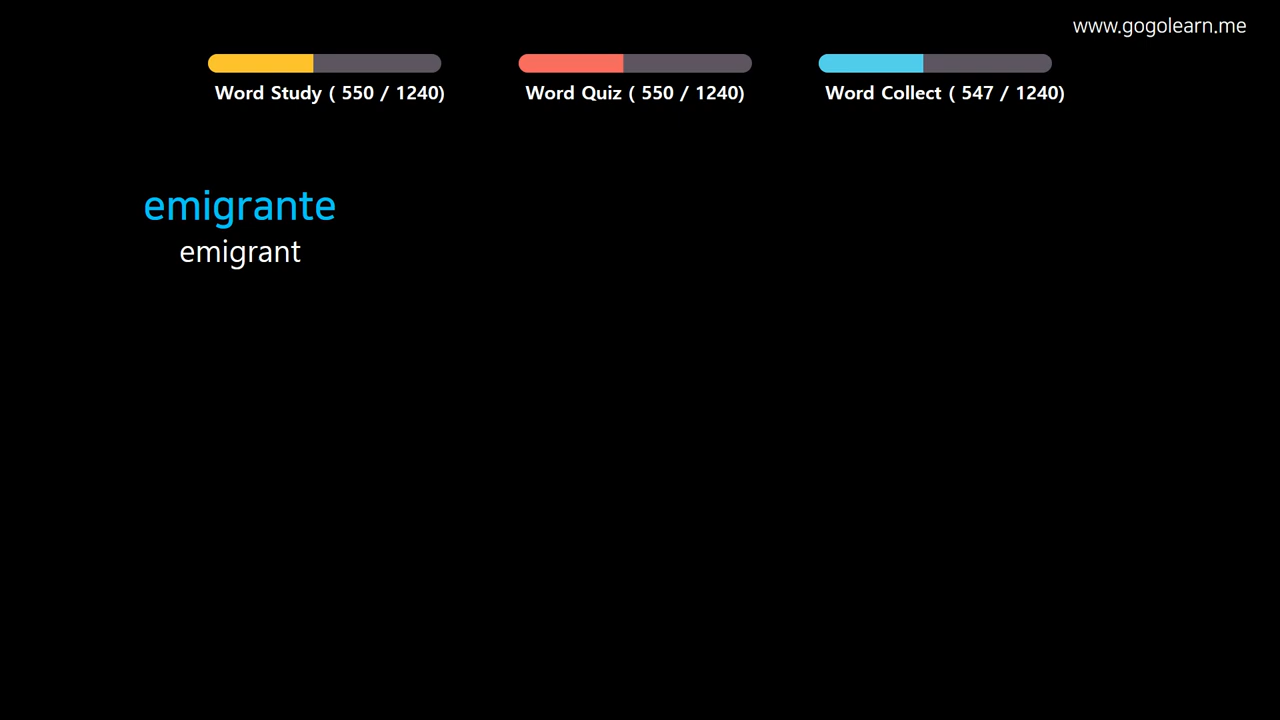 www.gogolearn.me
Word Study ( 550 / 1240)
Word Quiz ( 550 / 1240)
Word Collect ( 547 / 1240)
emigrante
emigrant